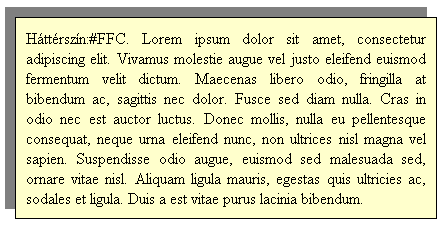 Háttérszín:#FFC. Lorem ipsum dolor sit amet, consectetur
adipiscing elit. Vivamus molestie augue vel justo eleifend euismod
fermentum velit dictum. Maecenas libero odio, fringilla at
bibendum ac, sagittis nec dolor. Fusce sed diam nulla. Cras in
odio nec est auctor luctus. Donec mollis, nulla eu pellentesque
consequat, neque urna eleifend nunc, non ultrices nisl magna vel
sapien. Suspendisse odio augue, euismod sed malesuada sed,
ornare vitae nisl. Aliquam ligula mauris, egestas quis ultricies ac,
sodales et ligula. Duis a est vitae purus lacinia bibendum.